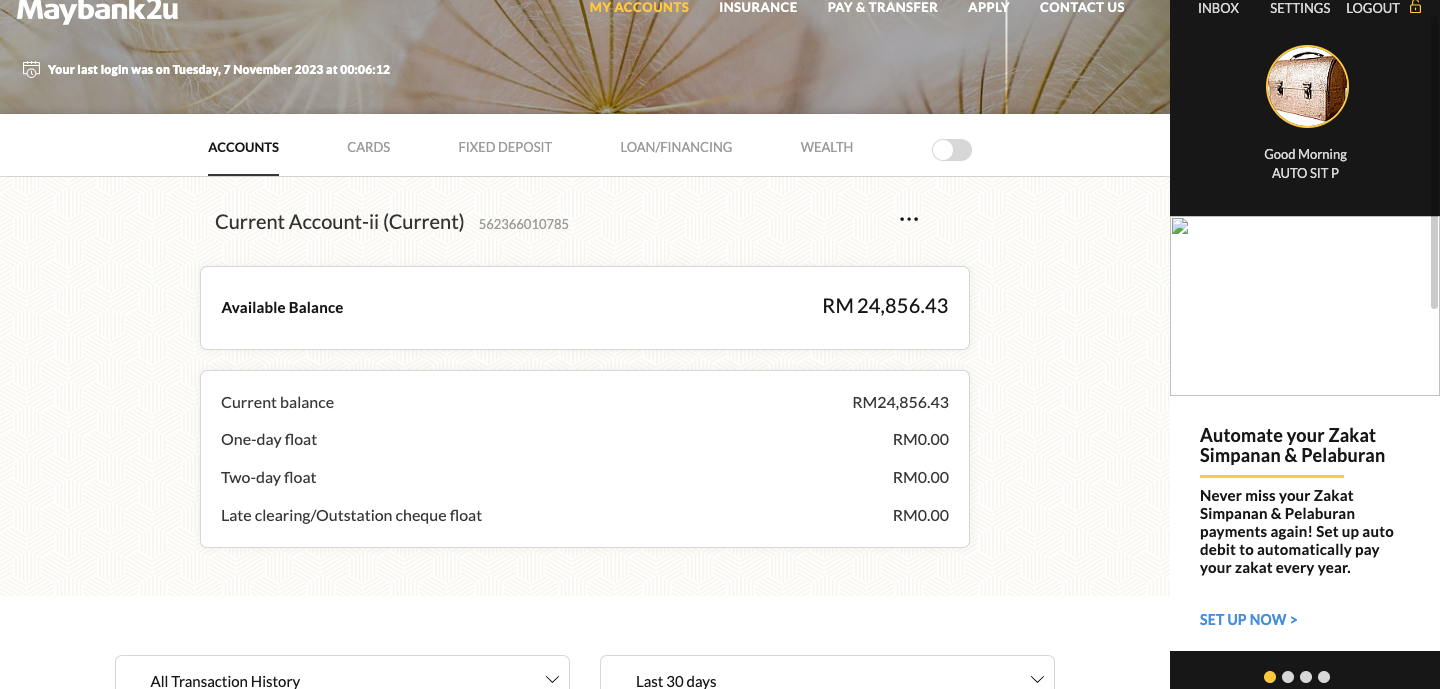 Maybank2u
MY ACCOUNTS INSURANCE PAY & TRANSFER APPLY CONTACT US
INBOX SETTINGS LOGOUT
Your last login was on Tuesday, 7 November 2023 at 00:06:12
Good Morning
AUTO SIT P
ACCOUNTS CARDS FIXED DEPOSIT LOAN/FINANCING WEALTH
Current Account-ii (Current) 562366010785
Available Balance RM 24,856.43
Current balance RM24,856.43
One-day float RM0.00
Two-day float RM0.00
Late clearing/Outstation cheque float RM0.00
All Transaction History Last 30 days
Automate your Zakat
Simpanan & Pelaburan
Never miss your Zakat
Simpanan & Pelaburan
payments again! Set up auto
debit to automatically pay
your zakat every year.
SET UP NOW >